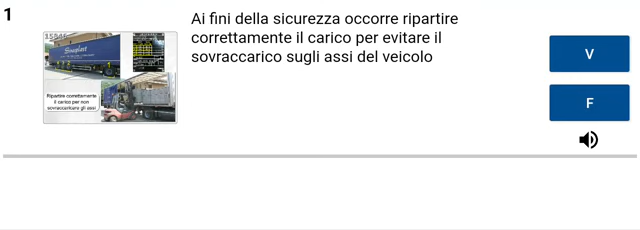 1
Ai fini della sicurezza occorre ripartire
correttamente il carico per evitare il
sovraccarico sugli assi del veicolo
V
F
Ripartire correttamente
il carico per non
sovraccaricare gli assi